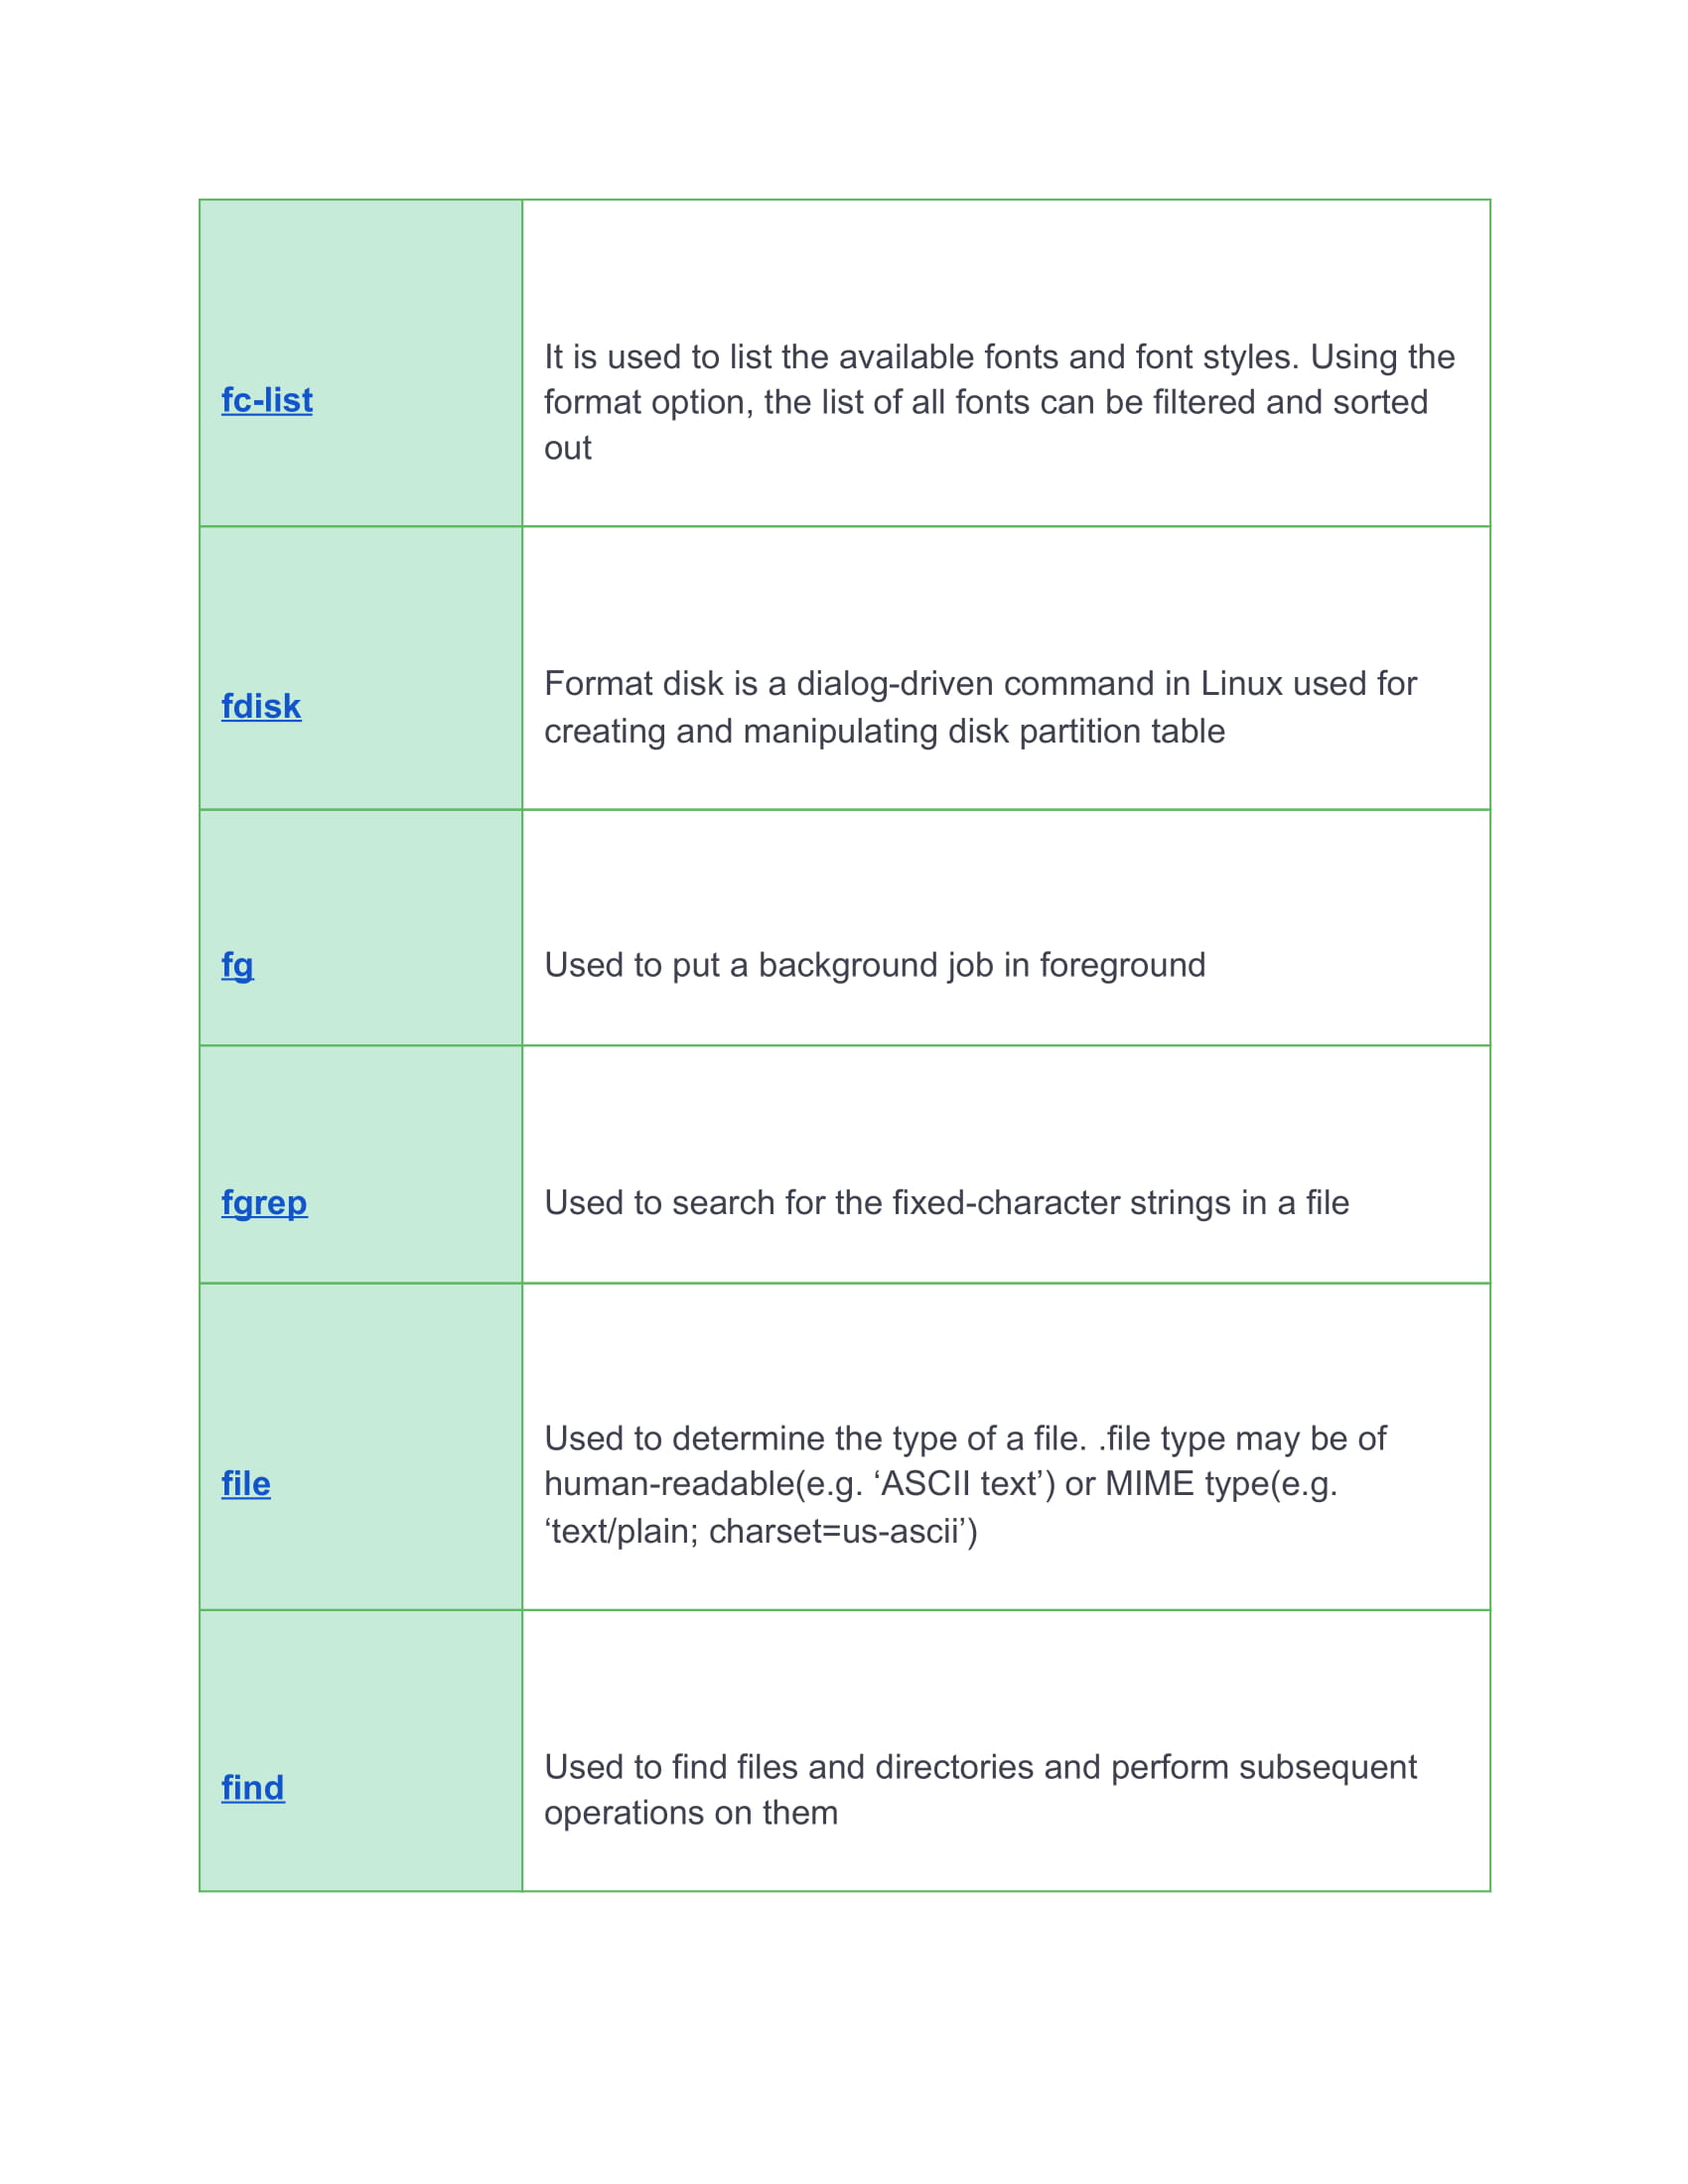 fc-list
It is used to list the available fonts and font styles. Using the
format option, the list of all fonts can be filtered and sorted
out
fdisk
Format disk is a dialog-driven command in Linux used for
creating and manipulating disk partition table
fg
Used to put a background job in foreground
fgrep
Used to search for the fixed-character strings in a file
file
Used to determine the type of a file. .file type may be of
human-readable(e.g. ‘ASCII text’) or MIME type(e.g.
‘text/plain; charset=us-ascii’)
find
Used to find files and directories and perform subsequent
operations on them